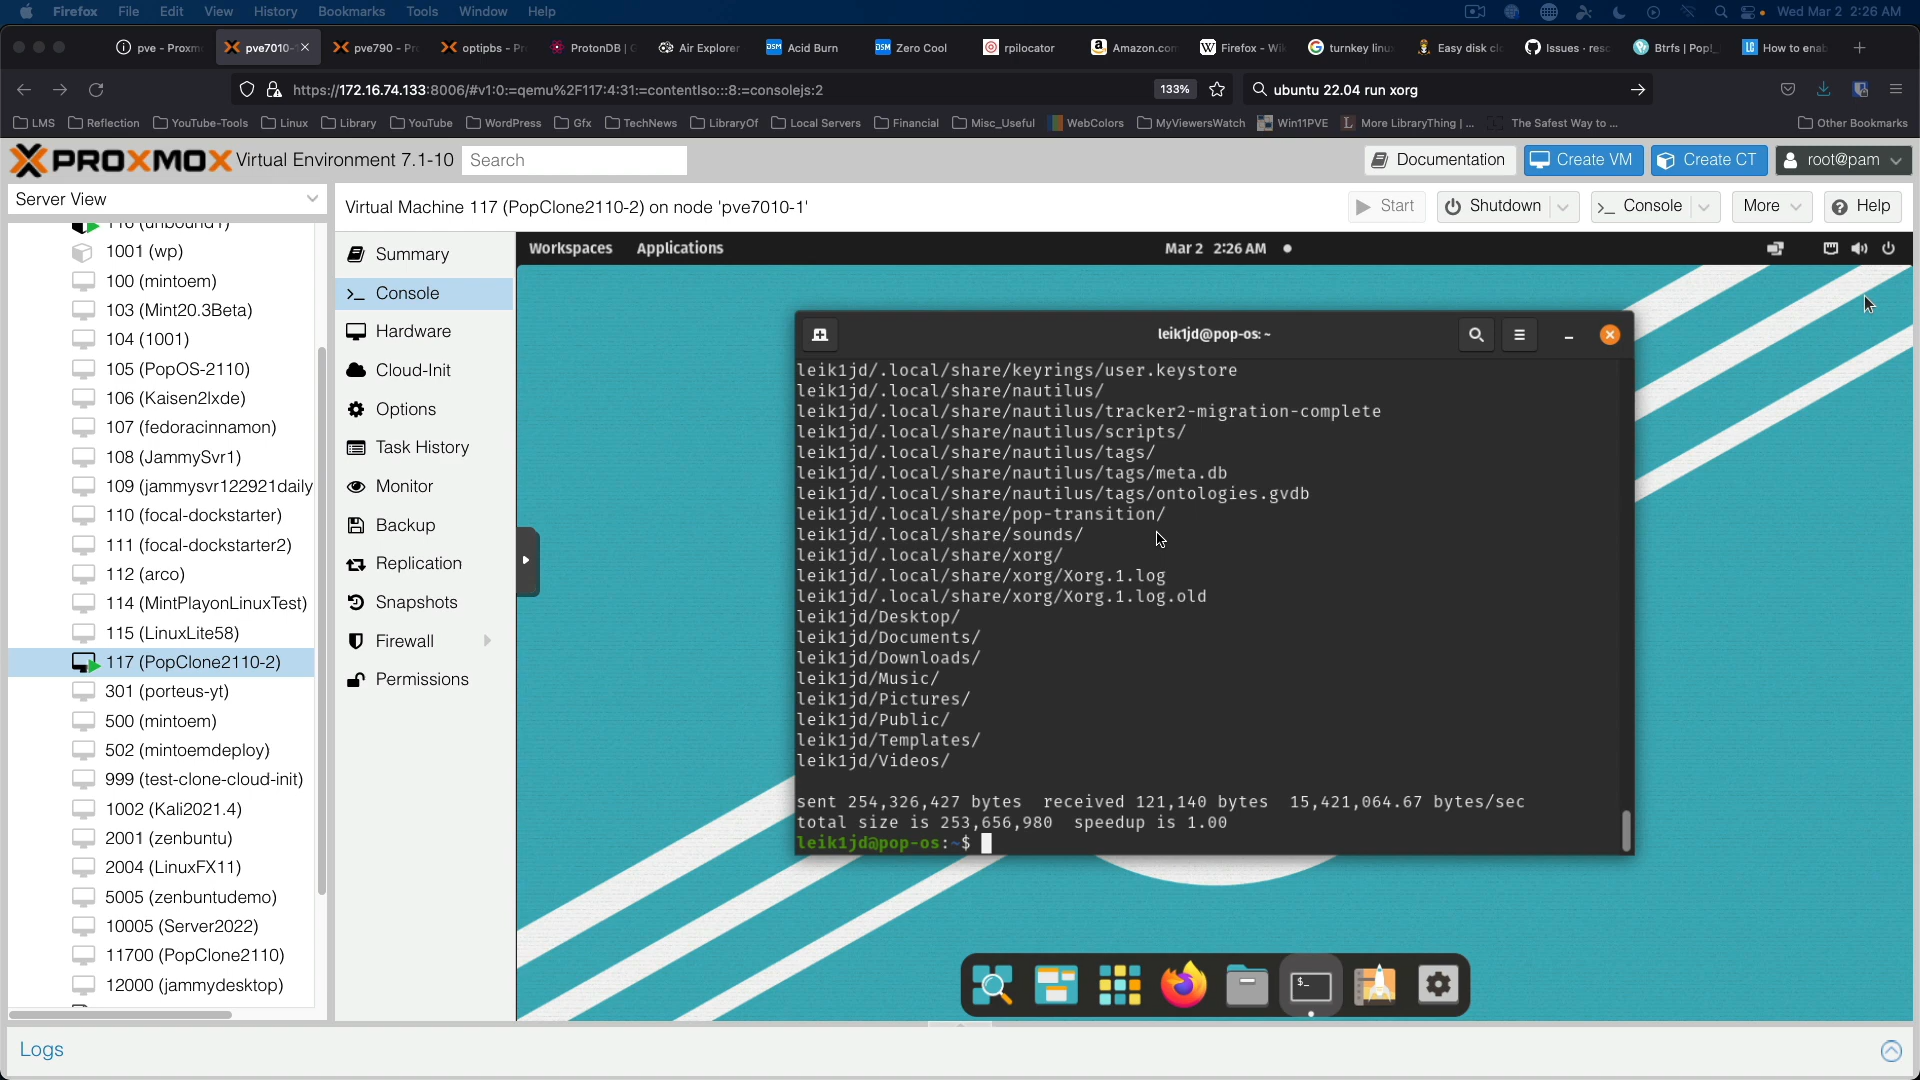 Firefox File Edit View History Bookmarks Tools Window Help
Wed Mar 2 2:26 AM
pve - Proxm
pve7010-
pve790 - Pr
optipbs - Pr
ProtonDB | G
Air Explorer
DSM Acid Burn
DSM Zero Cool
rpilocator
Amazon.com
Firefox - Wi
turnkey linu
Easy disk cl
Issues · resc
Btrfs | Pop!_
LC How to enab
https://172.16.74.133:8006/#v1:0:=qemu%2F117:4:31:=contentIso:::8:=consolejs:2
133%
ubuntu 22.04 run xorg
LMS Reflection YouTube-Tools Linux Library YouTube WordPress Gfx TechNews LibraryOf Local Servers Financial Misc_Useful WebColors MyViewersWatch Win11PVE More LibraryThing | ... The Safest Way to ... Other Bookmarks
PROXMOX Virtual Environment 7.1-10
Search
Documentation
Create VM
Create CT
root@pam
Server View
Virtual Machine 117 (PopClone2110-2) on node 'pve7010-1'
Start
Shutdown
>_ Console
More
Help
1001 (wp)
100 (mintoem)
103 (Mint20.3Beta)
104 (1001)
105 (PopOS-2110)
106 (Kaisen2lxde)
107 (fedoracinnamon)
108 (JammySvr1)
109 (jammysvr122921daily
110 (focal-dockstarter)
111 (focal-dockstarter2)
112 (arco)
114 (MintPlayonLinuxTest)
115 (LinuxLite58)
117 (PopClone2110-2)
301 (porteus-yt)
500 (mintoem)
502 (mintoemdeploy)
999 (test-clone-cloud-init)
1002 (Kali2021.4)
2001 (zenbuntu)
2004 (LinuxFX11)
5005 (zenbuntudemo)
10005 (Server2022)
11700 (PopClone2110)
12000 (jammydesktop)
Summary
>_ Console
Hardware
Cloud-Init
Options
Task History
Monitor
Backup
Replication
Snapshots
Firewall
Permissions
Workspaces Applications
Mar 2 2:26 AM
leik1jd@pop-os: ~
leik1jd/.local/share/keyrings/user.keystore
leik1jd/.local/share/nautilus/
leik1jd/.local/share/nautilus/tracker2-migration-complete
leik1jd/.local/share/nautilus/scripts/
leik1jd/.local/share/nautilus/tags/
leik1jd/.local/share/nautilus/tags/meta.db
leik1jd/.local/share/nautilus/tags/ontologies.gvdb
leik1jd/.local/share/pop-transition/
leik1jd/.local/share/sounds/
leik1jd/.local/share/xorg/
leik1jd/.local/share/xorg/Xorg.1.log
leik1jd/.local/share/xorg/Xorg.1.log.old
leik1jd/Desktop/
leik1jd/Documents/
leik1jd/Downloads/
leik1jd/Music/
leik1jd/Pictures/
leik1jd/Public/
leik1jd/Templates/
leik1jd/Videos/
sent 254,326,427 bytes received 121,140 bytes 15,421,064.67 bytes/sec
total size is 253,656,980 speedup is 1.00
leik1jd@pop-os:~$
Logs